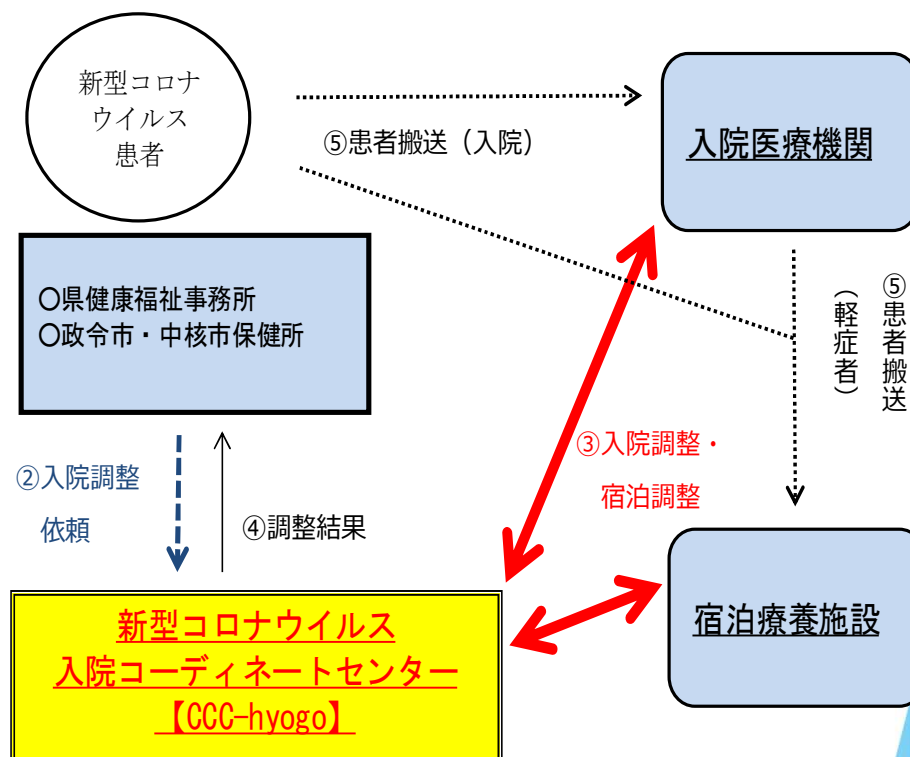 新型コロナ
ウイルス
患者
⑤患者搬送（入院）
入院医療機関
○県健康福祉事務所
○政令市・中核市保健所
⑤患者搬送
（軽症者）
②入院調整
依頼
④調整結果
③入院調整・
宿泊調整
宿泊療養施設
新型コロナウイルス
入院コーディネートセンター
【CCC-hyogo】